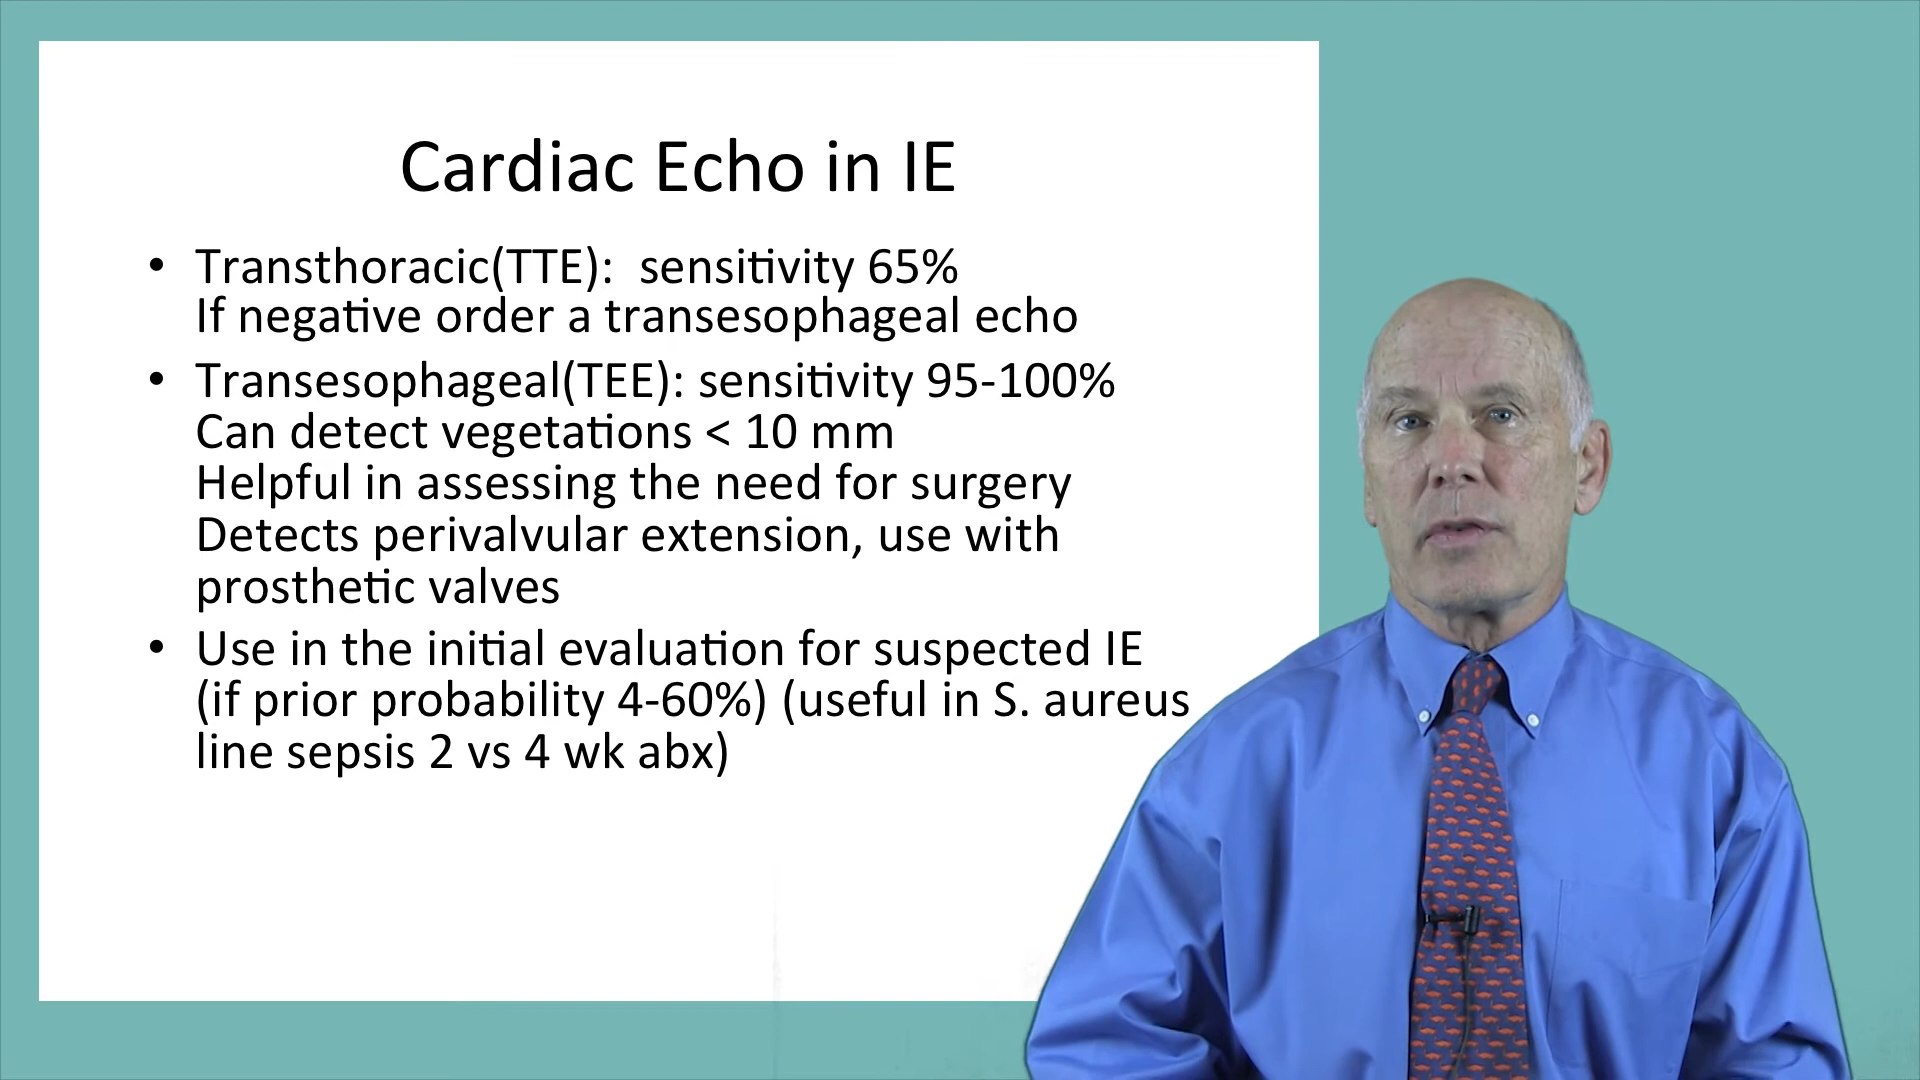 Cardiac Echo in IE
• Transthoracic(TTE):  sensitivity 65%
If negative order a transesophageal echo
• Transesophageal(TEE): sensitivity 95-100%
Can detect vegetations < 10 mm
Helpful in assessing the need for surgery
Detects perivalvular extension, use with
prosthetic valves
• Use in the initial evaluation for suspected IE
(if prior probability 4-60%) (useful in S. aureus
line sepsis 2 vs 4 wk abx)